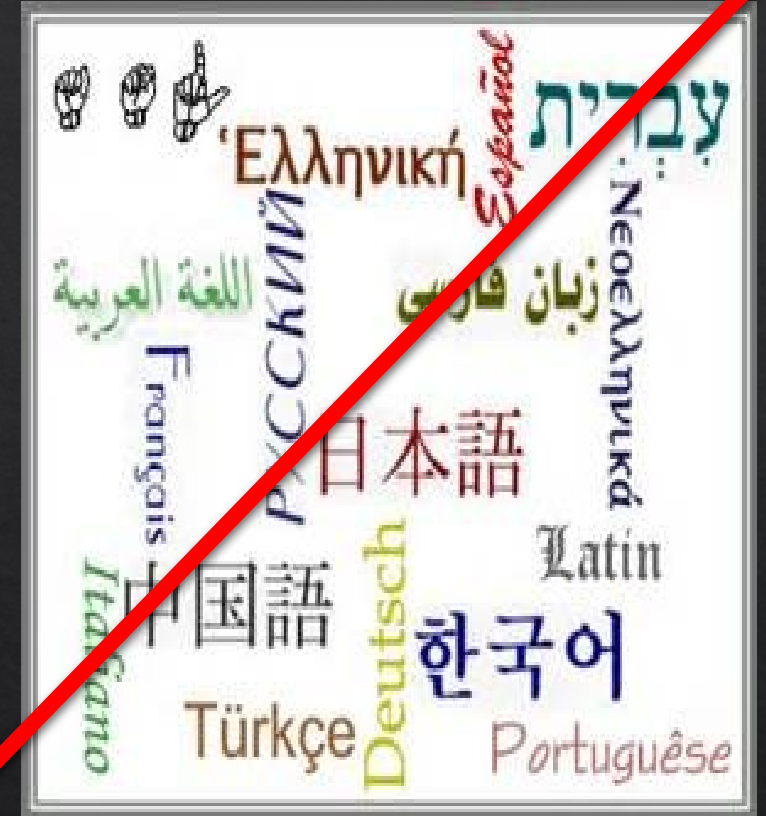 Ἑλληνική
Español
עִבְרִית
Νεοελληνικά
اللغة العربية
РУССКИЙ
زبان فارسی
Français
日本語
Latin
Italiano
中国語
Deutsch
한국어
Türkçe
Portuguêse